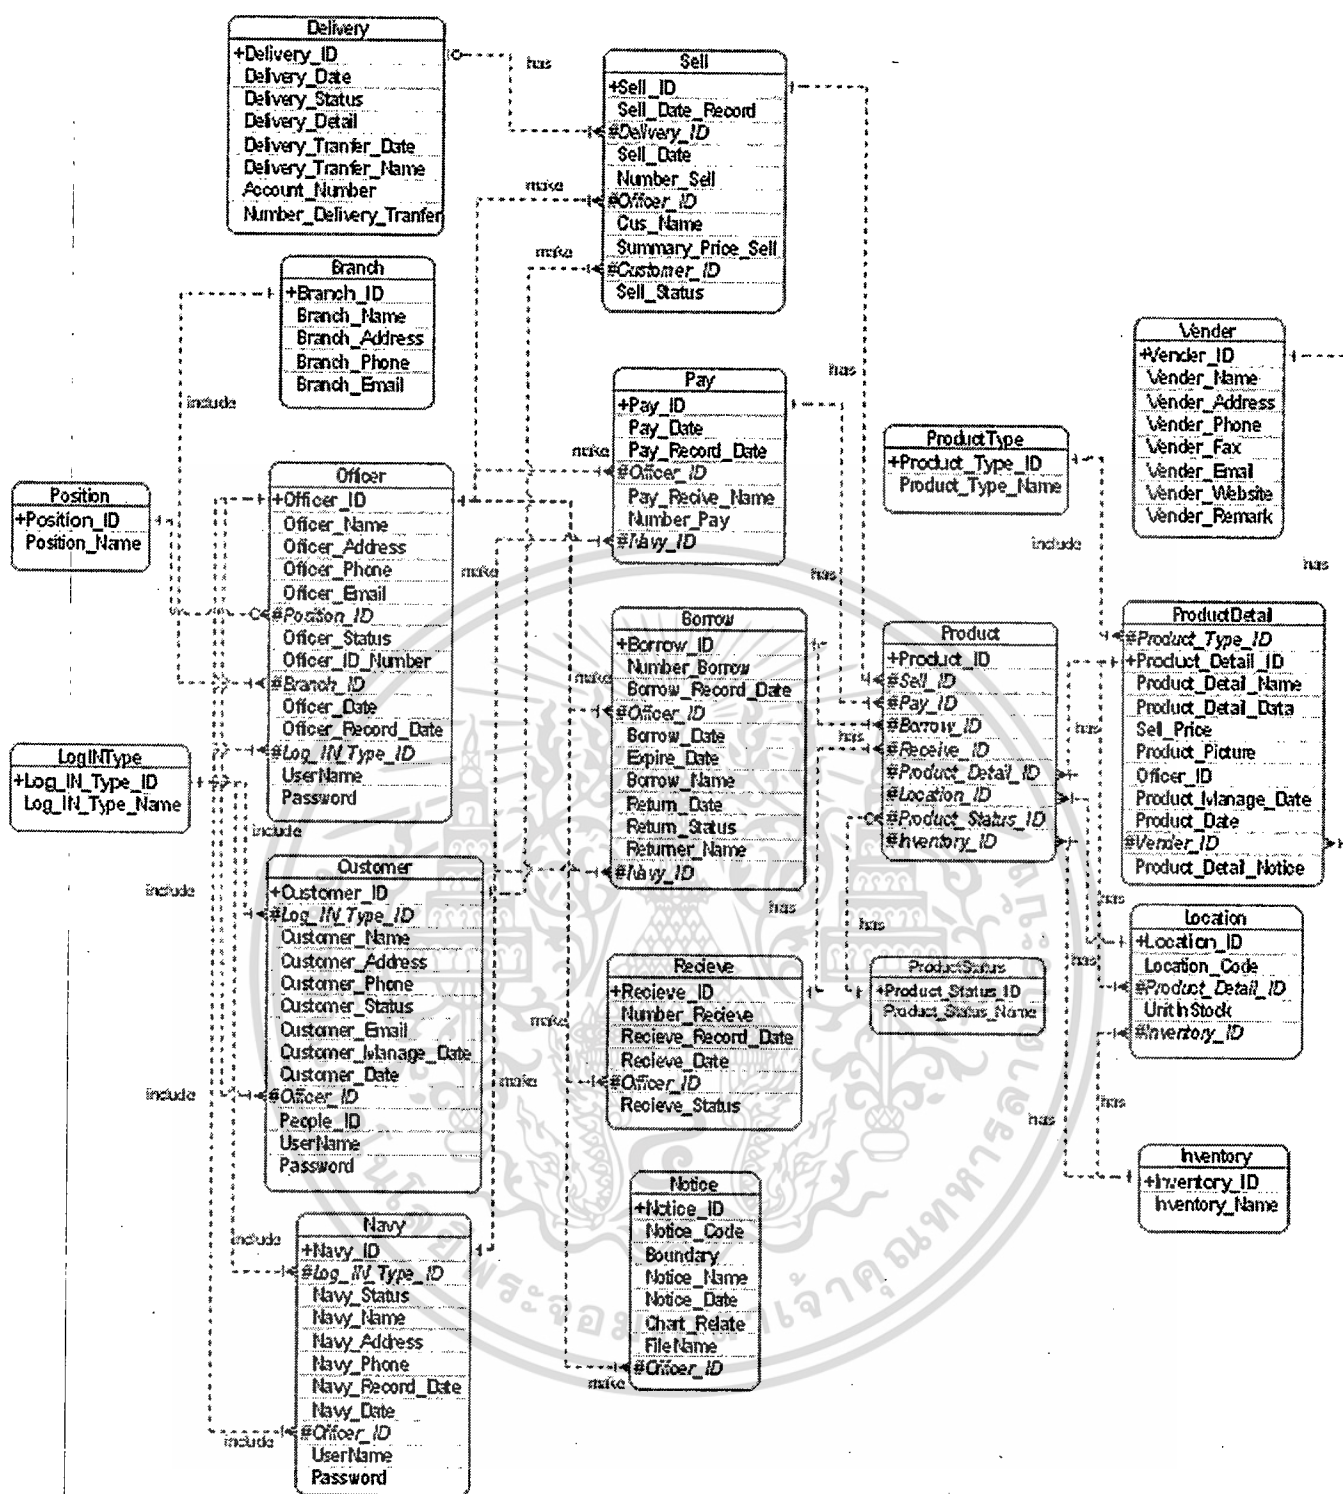 Delivery
+Delivery_ID
Delivery_Date
Delivery_Status
Delivery_Detail
Delivery_Tranfer_Date
Delivery_Tranfer_Name
Account_Number
Number_Delivery_Tranfer
has
Sell
+Sell_ID
Sell_Date_Record
#Delivery_ID
Sell_Date
Number_Sell
#Officer_ID
Cus_Name
Summary_Price_Sell
#Customer_ID
Sell_Status
make
make
Branch
+Branch_ID
Branch_Name
Branch_Address
Branch_Phone
Branch_Email
include
Pay
+Pay_ID
Pay_Date
Pay_Record_Date
#Officer_ID
Pay_Recive_Name
Number_Pay
#Navy_ID
has
make
make
Vender
+Vender_ID
Vender_Name
Vender_Address
Vender_Phone
Vender_Fax
Vender_Email
Vender_Website
Vender_Remark
has
ProductType
+Product_Type_ID
Product_Type_Name
include
Position
+Position_ID
Position_Name
Officer
+Officer_ID
Officer_Name
Officer_Address
Officer_Phone
Officer_Email
#Position_ID
Officer_Status
Officer_ID_Number
#Branch_ID
Officer_Date
Officer_Record_Date
#Log_IN_Type_ID
UserName
Password
has
Borrow
+Borrow_ID
Number_Borrow
Borrow_Record_Date
#Officer_ID
Borrow_Date
Expire_Date
Borrow_Name
Return_Date
Return_Status
Returner_Name
#Navy_ID
make
Product
+Product_ID
#Sell_ID
#Pay_ID
#Borrow_ID
#Receive_ID
#Product_Detail_ID
#Location_ID
#Product_Status_ID
#Inventory_ID
has
has
ProductDetail
#Product_Type_ID
+Product_Detail_ID
Product_Detail_Name
Product_Detail_Data
Sell_Price
Product_Picture
Officer_ID
Product_Manage_Date
Product_Date
#Vender_ID
Product_Detail_Notice
LogINType
+Log_IN_Type_ID
Log_IN_Type_Name
include
include
Customer
+Customer_ID
#Log_IN_Type_ID
Customer_Name
Customer_Address
Customer_Phone
Customer_Status
Customer_Email
Customer_Manage_Date
Customer_Date
#Officer_ID
People_ID
UserName
Password
include
make
Recieve
+Recieve_ID
Number_Recieve
Recieve_Record_Date
Recieve_Date
#Officer_ID
Recieve_Status
make
has
has
ProductStatus
+Product_Status_ID
Product_Status_Name
has
has
Location
+Location_ID
Location_Code
#Product_Detail_ID
UnitInStock
#Inventory_ID
has
has
Inventory
+Inventory_ID
Inventory_Name
Notice
+Notice_ID
Notice_Code
Boundary
Notice_Name
Notice_Date
Chart_Relate
FileName
#Officer_ID
make
Navy
+Navy_ID
#Log_IN_Type_ID
Navy_Status
Navy_Name
Navy_Address
Navy_Phone
Navy_Record_Date
Navy_Date
#Officer_ID
UserName
Password
include
include